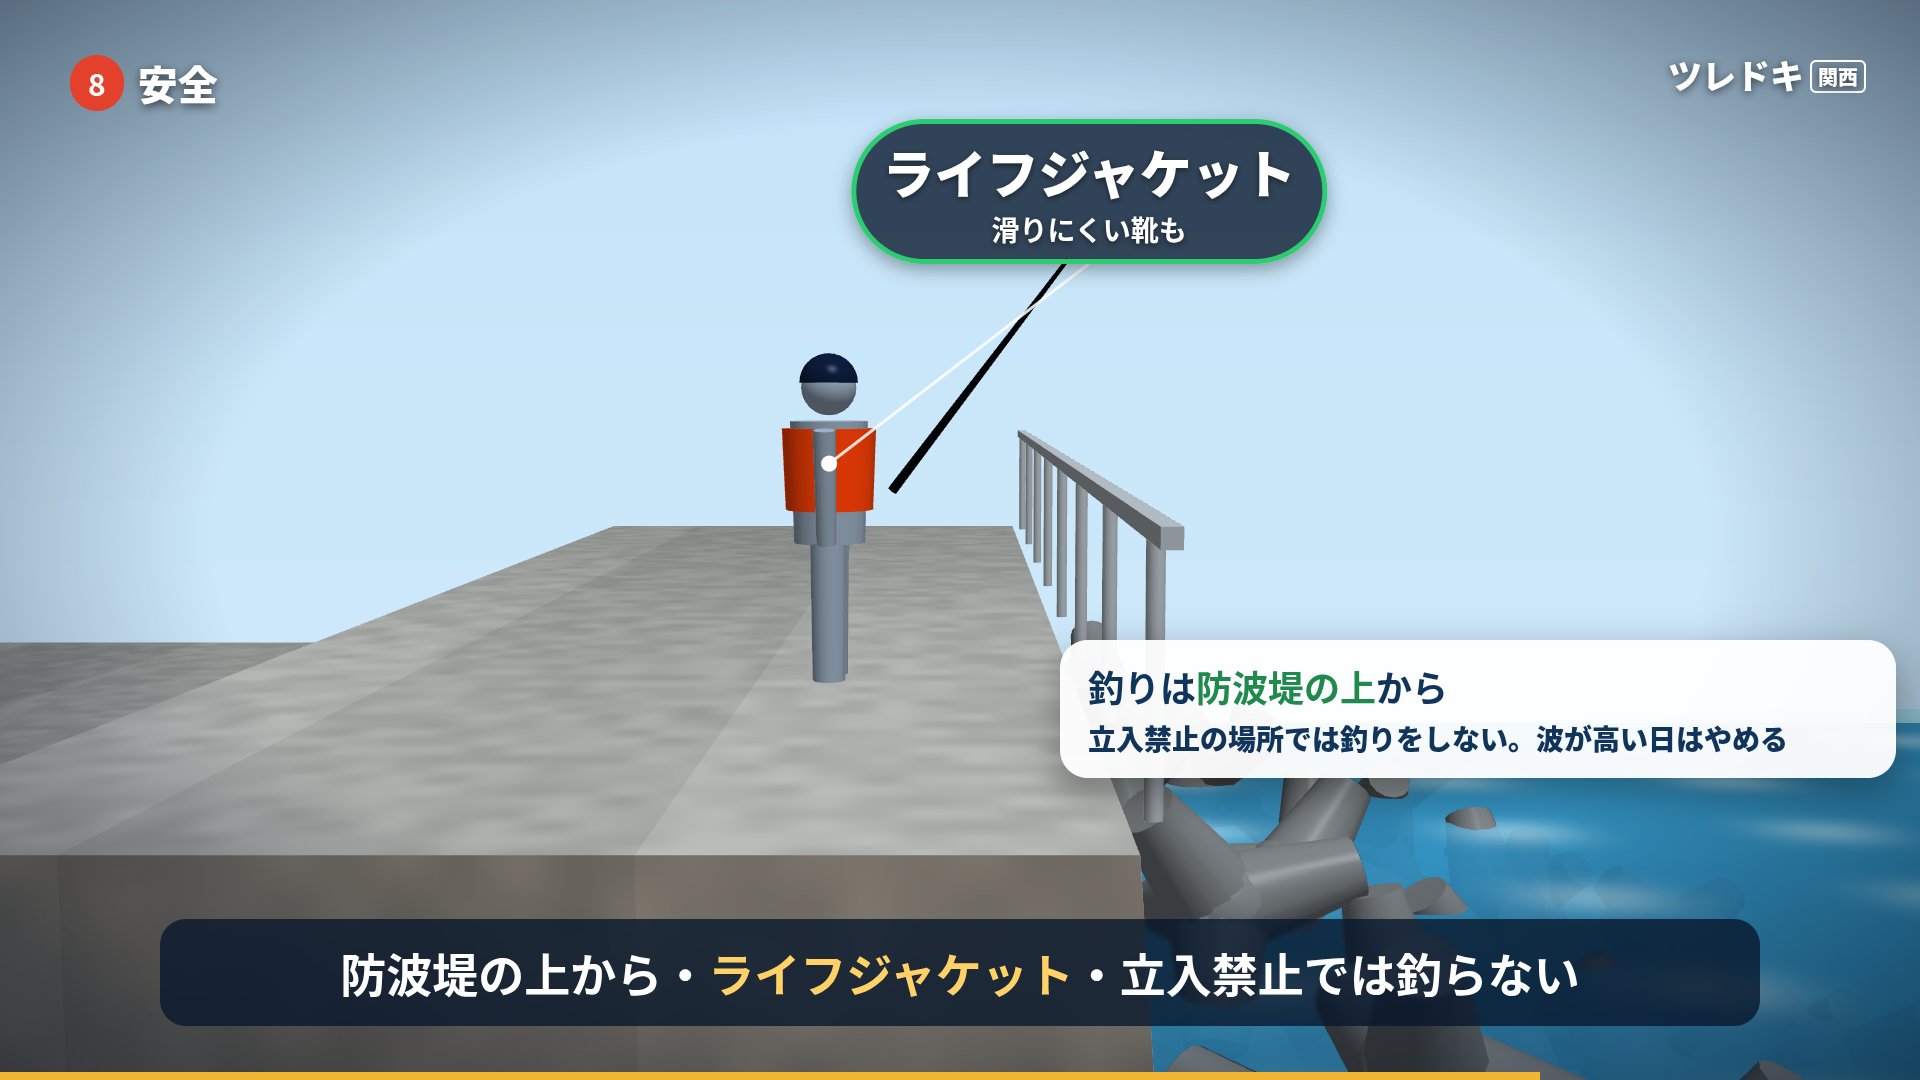 8 安全
ツレドキ 関西
ライフジャケット
滑りにくい靴も
釣りは防波堤の上から
立入禁止の場所では釣りをしない。波が高い日はやめる
防波堤の上から・ライフジャケット・立入禁止では釣らない